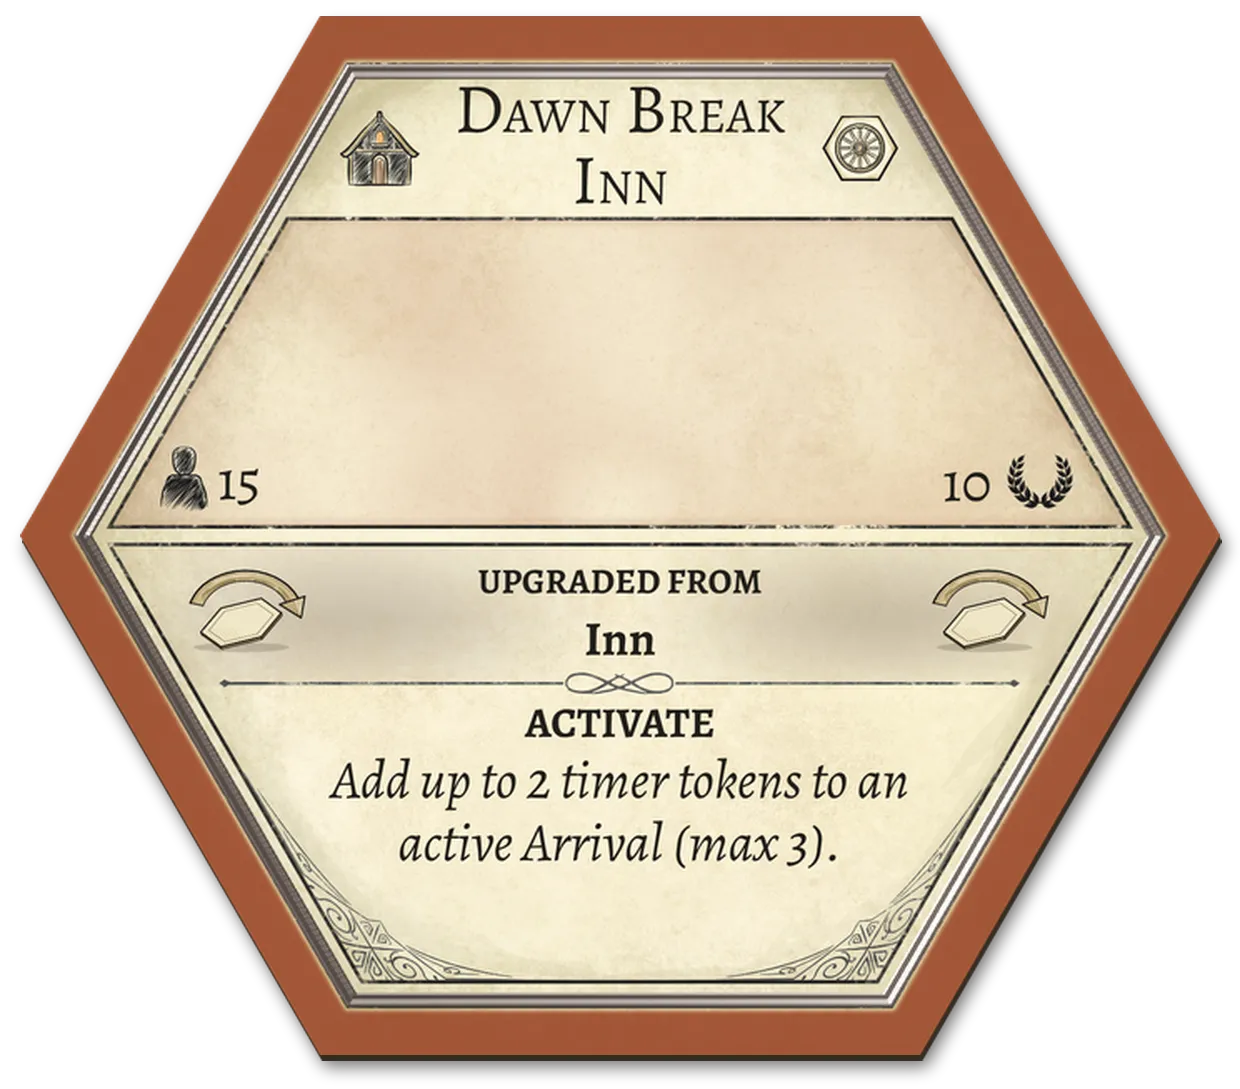 Dawn Break
Inn
15
10
UPGRADED FROM
Inn
ACTIVATE
Add up to 2 timer tokens to an
active Arrival (max 3).